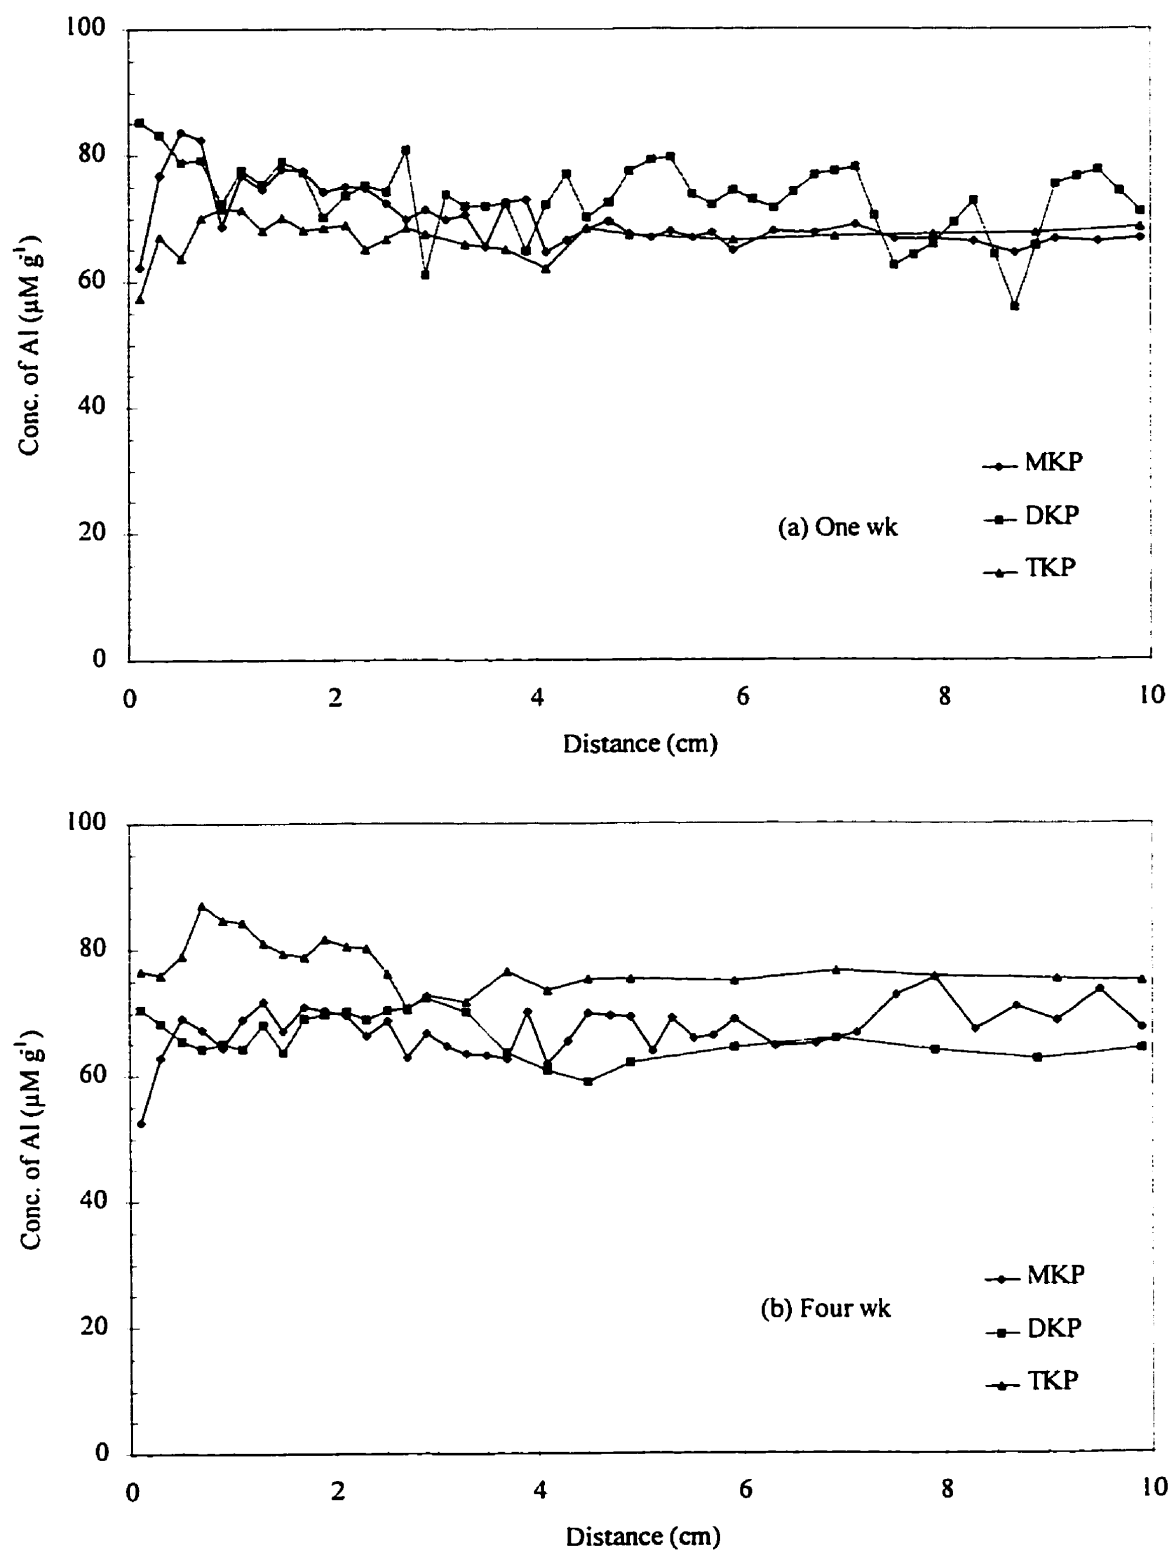 100
80
60
40
20
0
Conc. of Al (µM g⁻¹)
MKP
DKP
(a) One wk
TKP
0 2 4 6 8 10
Distance (cm)
100
80
60
40
20
0
Conc. of Al (µM g⁻¹)
MKP
(b) Four wk
DKP
TKP
0 2 4 6 8 10
Distance (cm)